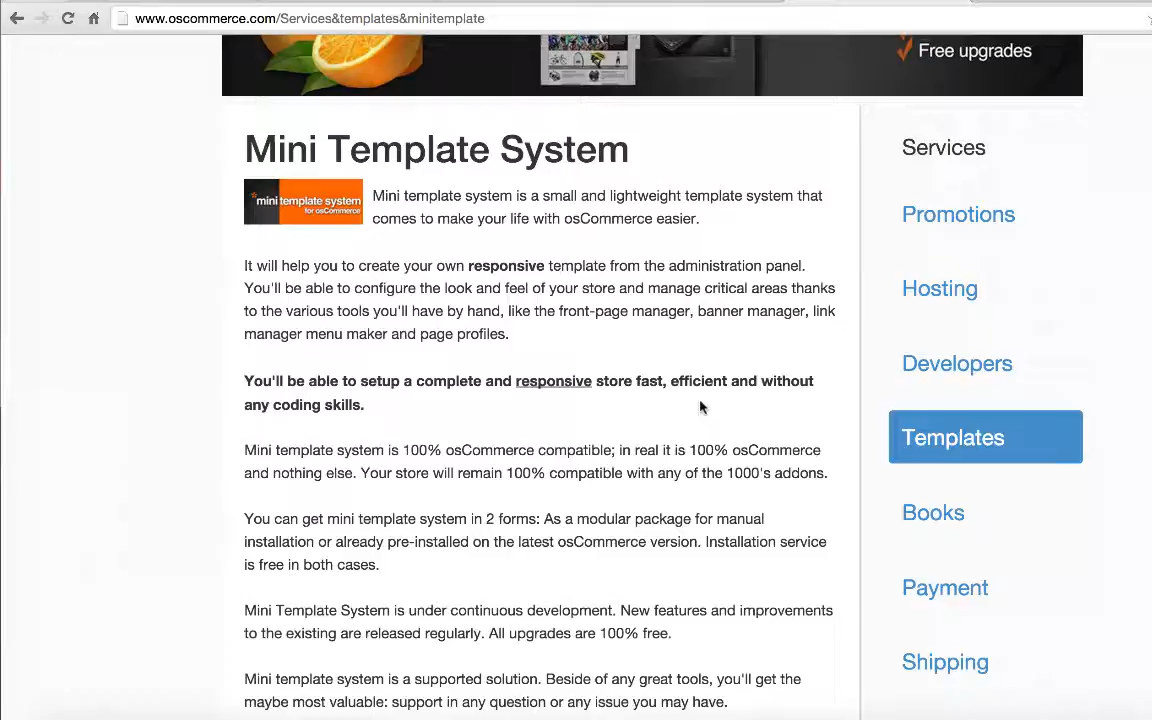 www.oscommerce.com/Services&templates&minitemplate
Free upgrades
Mini Template System
mini template system
for osCommerce
Mini template system is a small and lightweight template system that
comes to make your life with osCommerce easier.
It will help you to create your own responsive template from the administration panel.
You'll be able to configure the look and feel of your store and manage critical areas thanks
to the various tools you'll have by hand, like the front-page manager, banner manager, link
manager menu maker and page profiles.
You'll be able to setup a complete and responsive store fast, efficient and without
any coding skills.
Mini template system is 100% osCommerce compatible; in real it is 100% osCommerce
and nothing else. Your store will remain 100% compatible with any of the 1000's addons.
You can get mini template system in 2 forms: As a modular package for manual
installation or already pre-installed on the latest osCommerce version. Installation service
is free in both cases.
Mini Template System is under continuous development. New features and improvements
to the existing are released regularly. All upgrades are 100% free.
Mini template system is a supported solution. Beside of any great tools, you'll get the
maybe most valuable: support in any question or any issue you may have.
Services
Promotions
Hosting
Developers
Templates
Books
Payment
Shipping